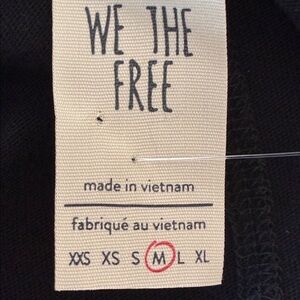 WE THE
FREE
made in vietnam
fabriqué au vietnam
XXS XS S M L XL